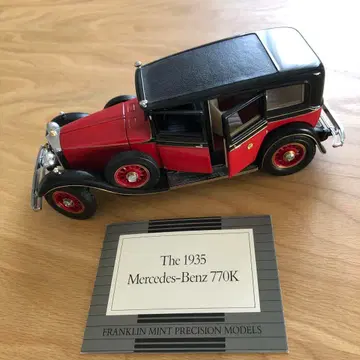 The 1935
Mercedes-Benz 770K
FRANKLIN MINT PRECISION MODELS